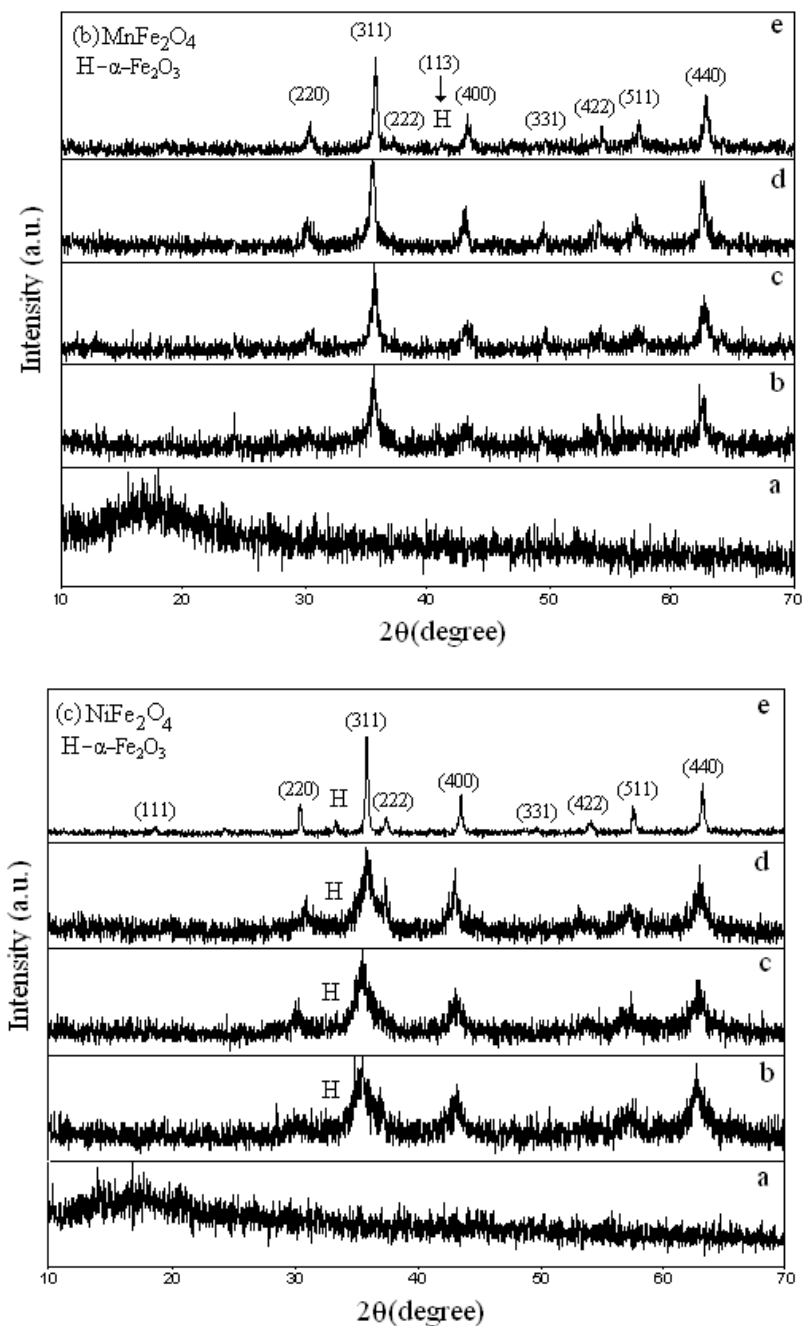 (b) MnFe₂O₄
H-α-Fe₂O₃
(311)
e
(113)
(220)
(222)
H
(400)
(331)
(422)
(511)
(440)
d
c
b
a
Intensity (a.u.)
10 20 30 40 50 60 70
2θ(degree)
(c) NiFe₂O₄
H-α-Fe₂O₃
(311)
e
(111)
(220)
H
(222)
(400)
(331)
(422)
(511)
(440)
H
d
H
c
H
b
a
Intensity (a.u.)
10 20 30 40 50 60 70
2θ(degree)